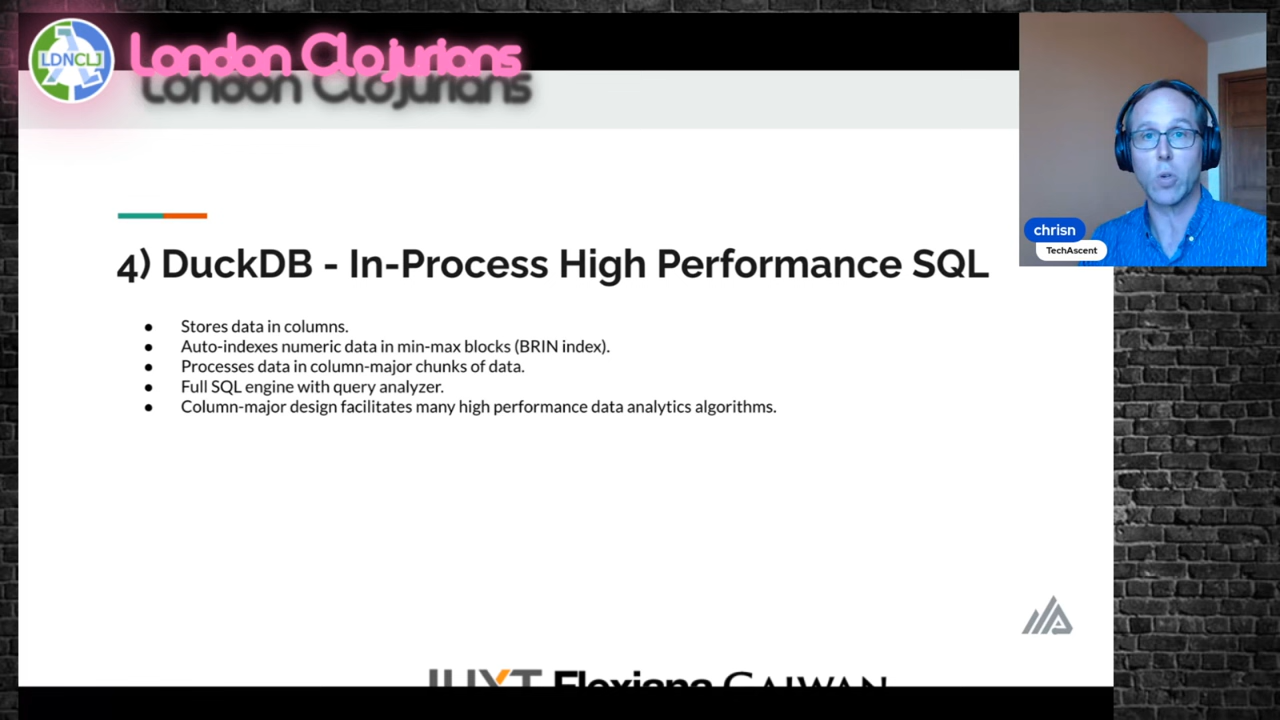 LDNCLJ
London Clojurians
chrisn
TechAscent
4) DuckDB - In-Process High Performance SQL
● Stores data in columns.
● Auto-indexes numeric data in min-max blocks (BRIN index).
● Processes data in column-major chunks of data.
● Full SQL engine with query analyzer.
● Column-major design facilitates many high performance data analytics algorithms.
JUXT Flexiana GAIWAN